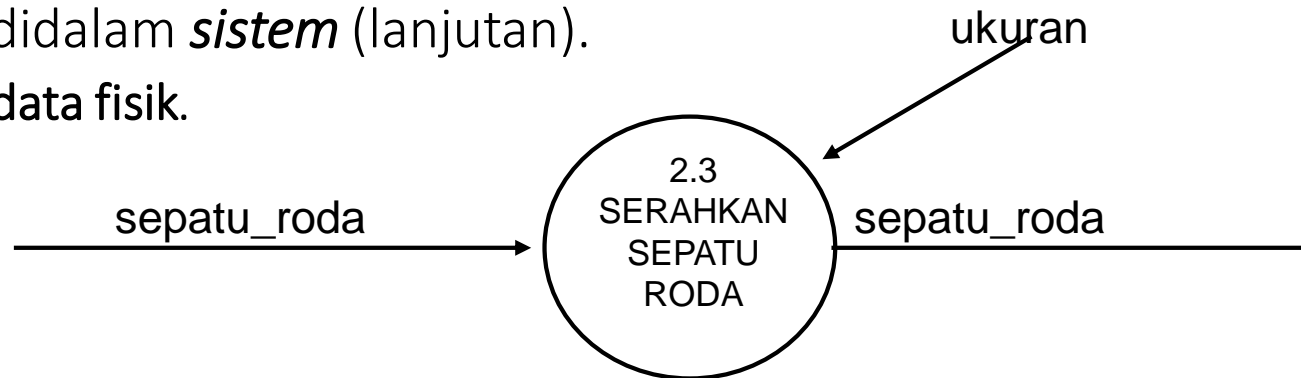 didalam sistem (lanjutan).
ukuran
data fisik.
2.3
SERAHKAN
SEPATU
RODA
sepatu_roda
sepatu_roda